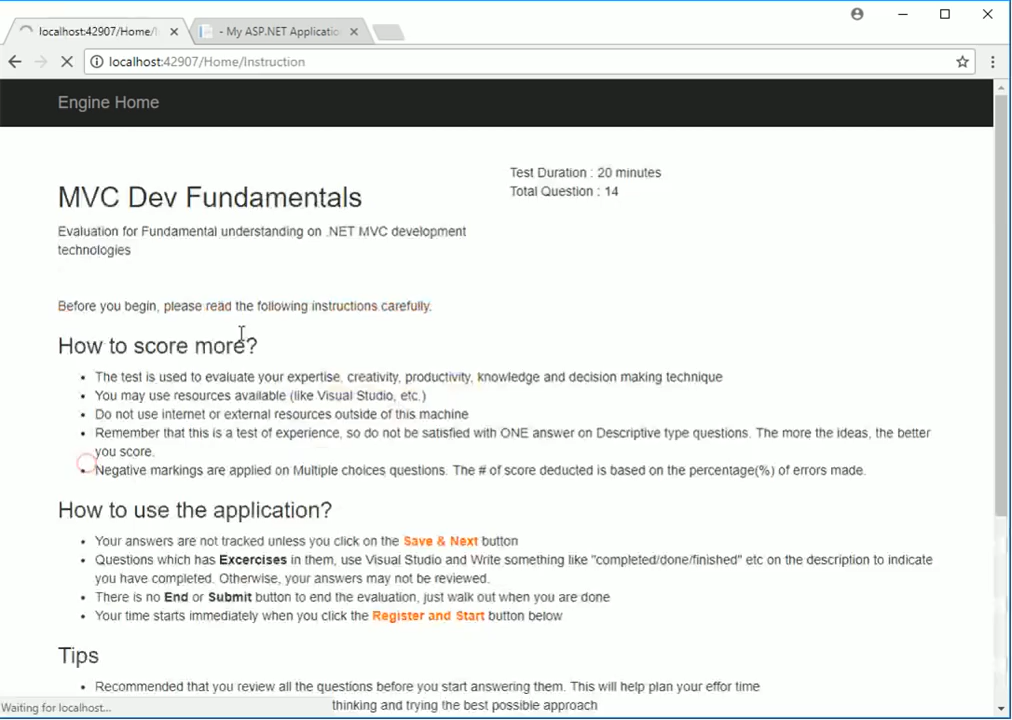 localhost:42907/Home/I
- My ASP.NET Applicatio
localhost:42907/Home/Instruction
Engine Home
Test Duration : 20 minutes
Total Question : 14
MVC Dev Fundamentals
Evaluation for Fundamental understanding on .NET MVC development
technologies
Before you begin, please read the following instructions carefully.
How to score more?
• The test is used to evaluate your expertise, creativity, productivity, knowledge and decision making technique
• You may use resources available (like Visual Studio, etc.)
• Do not use internet or external resources outside of this machine
• Remember that this is a test of experience, so do not be satisfied with ONE answer on Descriptive type questions. The more the ideas, the better
you score.
• Negative markings are applied on Multiple choices questions. The # of score deducted is based on the percentage(%) of errors made.
How to use the application?
• Your answers are not tracked unless you click on the Save & Next button
• Questions which has Excercises in them, use Visual Studio and Write something like "completed/done/finished" etc on the description to indicate
you have completed. Otherwise, your answers may not be reviewed.
• There is no End or Submit button to end the evaluation, just walk out when you are done
• Your time starts immediately when you click the Register and Start button below
Tips
• Recommended that you review all the questions before you start answering them. This will help plan your effor time
thinking and trying the best possible approach
Waiting for localhost...